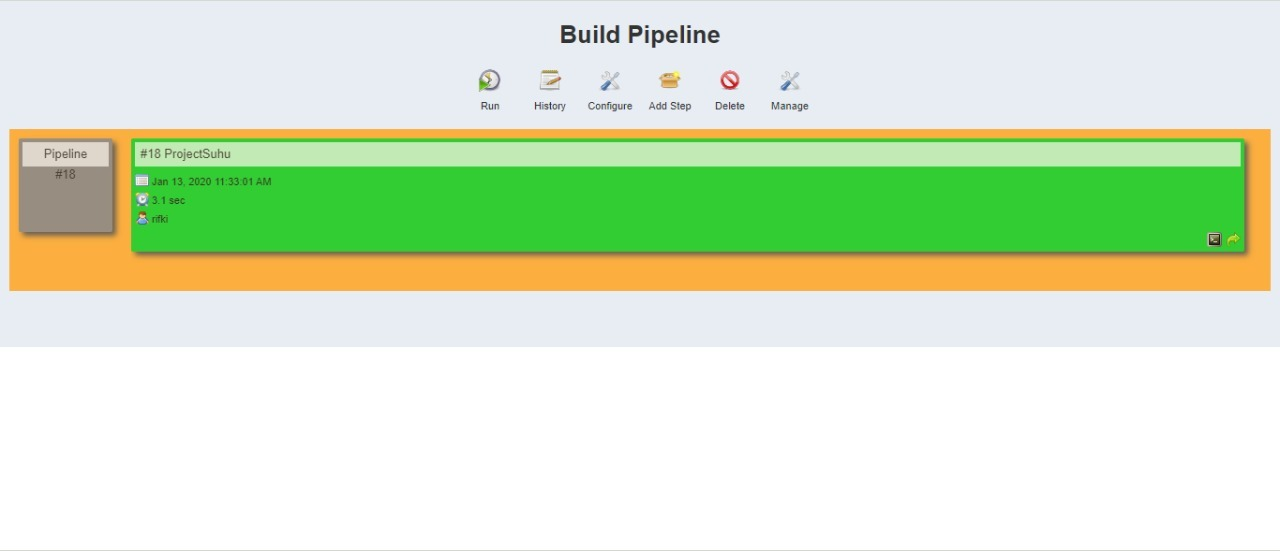 Build Pipeline
Run History Configure Add Step Delete Manage
Pipeline
#18
#18 ProjectSuhu
Jan 13, 2020 11:33:01 AM
3.1 sec
rifki